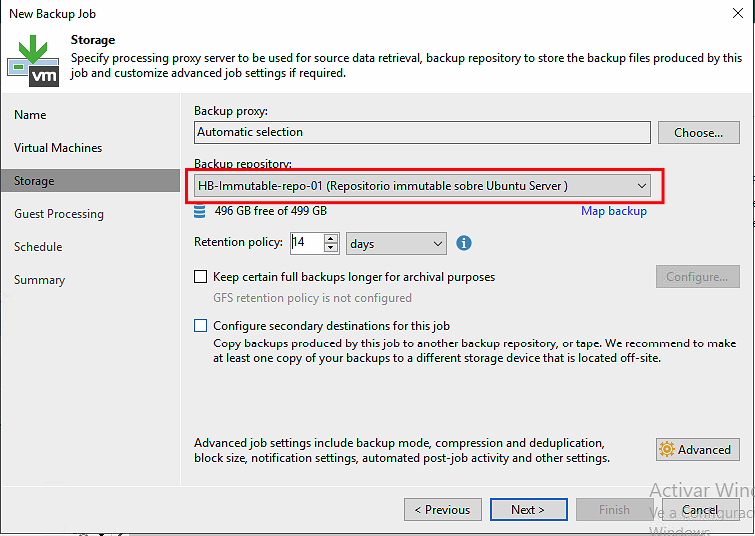 New Backup Job
Storage
Specify processing proxy server to be used for source data retrieval, backup repository to store the backup files produced by this
job and customize advanced job settings if required.
vm
Name
Virtual Machines
Storage
Guest Processing
Schedule
Summary
Backup proxy:
Automatic selection
Choose...
Backup repository:
HB-Immutable-repo-01 (Repositorio immutable sobre Ubuntu Server )
496 GB free of 499 GB
Map backup
Retention policy:
14
days
Keep certain full backups longer for archival purposes
Configure...
GFS retention policy is not configured
Configure secondary destinations for this job
Copy backups produced by this job to another backup repository, or tape. We recommend to make
at least one copy of your backups to a different storage device that is located off-site.
Advanced job settings include backup mode, compression and deduplication,
block size, notification settings, automated post-job activity and other settings.
Advanced
< Previous
Next >
Finish
Cancel
Activar Wind
Ve a Configurac
Windows.